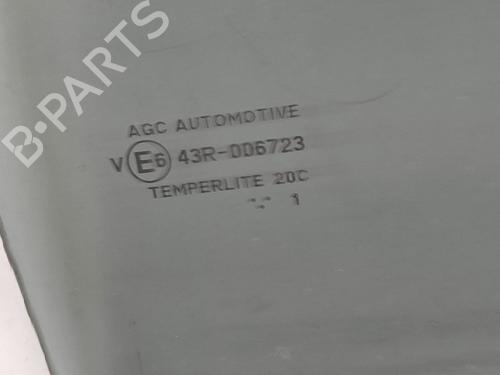 B-PARTS
AGC AUTOMOTIVE
V E6 43R-006723
TEMPERLITE 20C
1